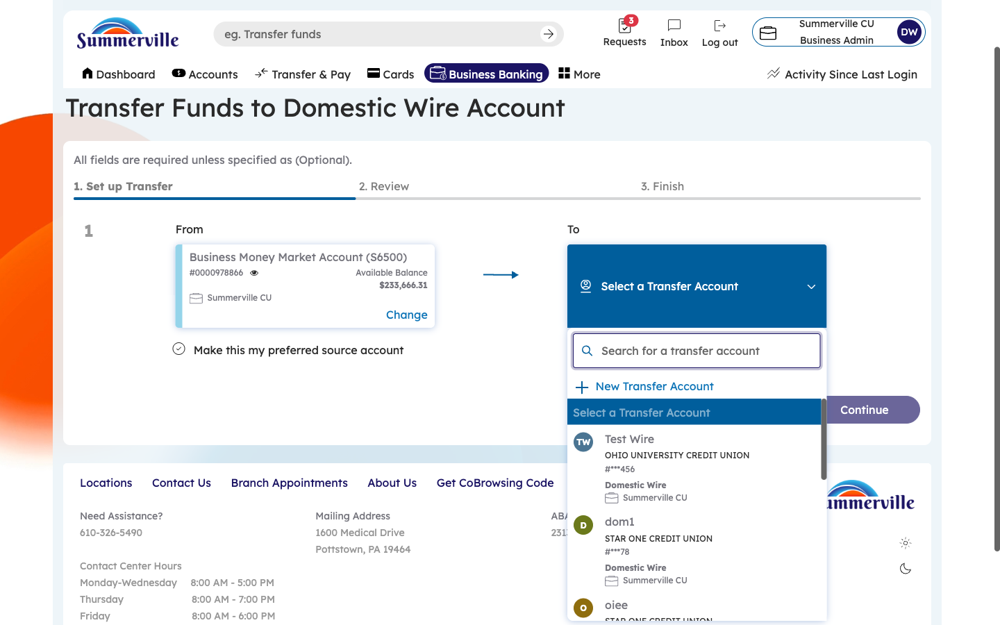 Summerville
eg. Transfer funds
3
Requests
Inbox
Log out
Summerville CU
Business Admin
DW
Dashboard
Accounts
Transfer & Pay
Cards
Business Banking
More
Activity Since Last Login
Transfer Funds to Domestic Wire Account
All fields are required unless specified as (Optional).
1. Set up Transfer
2. Review
3. Finish
1
From
To
Business Money Market Account (S6500)
#0000978866
Available Balance
$233,666.31
Summerville CU
Change
Make this my preferred source account
Select a Transfer Account
Search for a transfer account
New Transfer Account
Select a Transfer Account
Continue
TW
Test Wire
OHIO UNIVERSITY CREDIT UNION
#***456
Domestic Wire
Summerville CU
D
dom1
STAR ONE CREDIT UNION
#***78
Domestic Wire
Summerville CU
O
oiee
STAR ONE CREDIT UNION
Locations
Contact Us
Branch Appointments
About Us
Get CoBrowsing Code
ummerville
Need Assistance?
610-326-5490
Mailing Address
1600 Medical Drive
Pottstown, PA 19464
ABA
231
Contact Center Hours
Monday-Wednesday 8:00 AM - 5:00 PM
Thursday 8:00 AM - 7:00 PM
Friday 8:00 AM - 6:00 PM